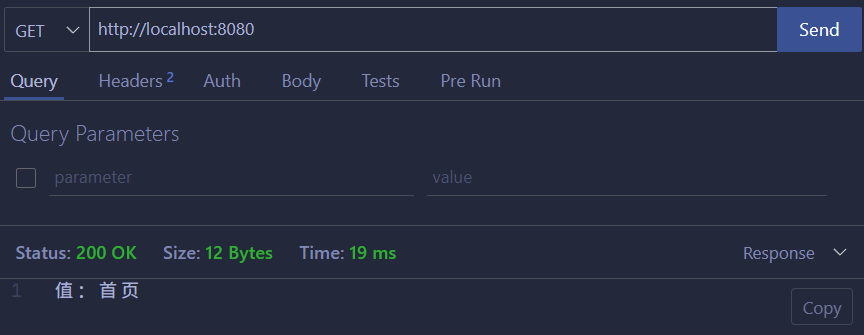 GET http://localhost:8080 Send
Query Headers 2 Auth Body Tests Pre Run
Query Parameters
parameter value
Status: 200 OK Size: 12 Bytes Time: 19 ms Response
1 值：首页
Copy